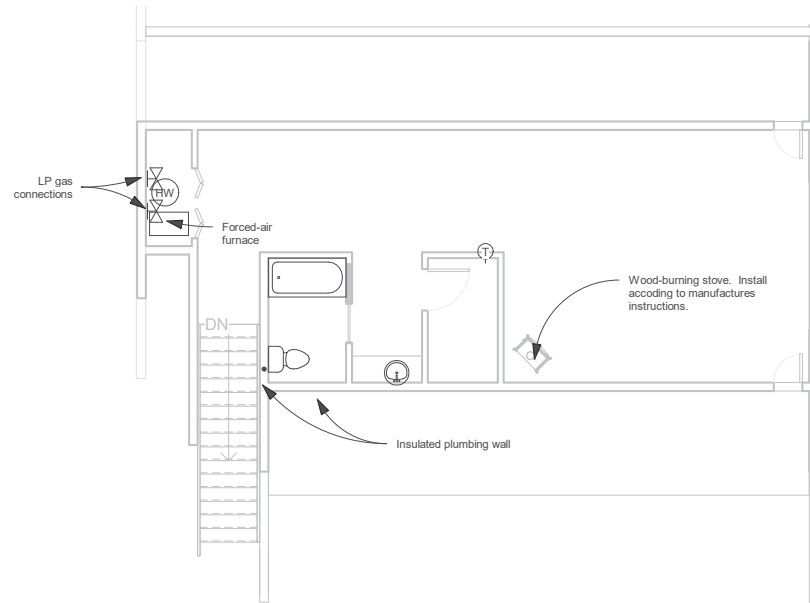 LP gas
connections
HW
Forced-air
furnace
T
Wood-burning stove.  Install
accoding to manufactures
instructions.
DN
Insulated plumbing wall